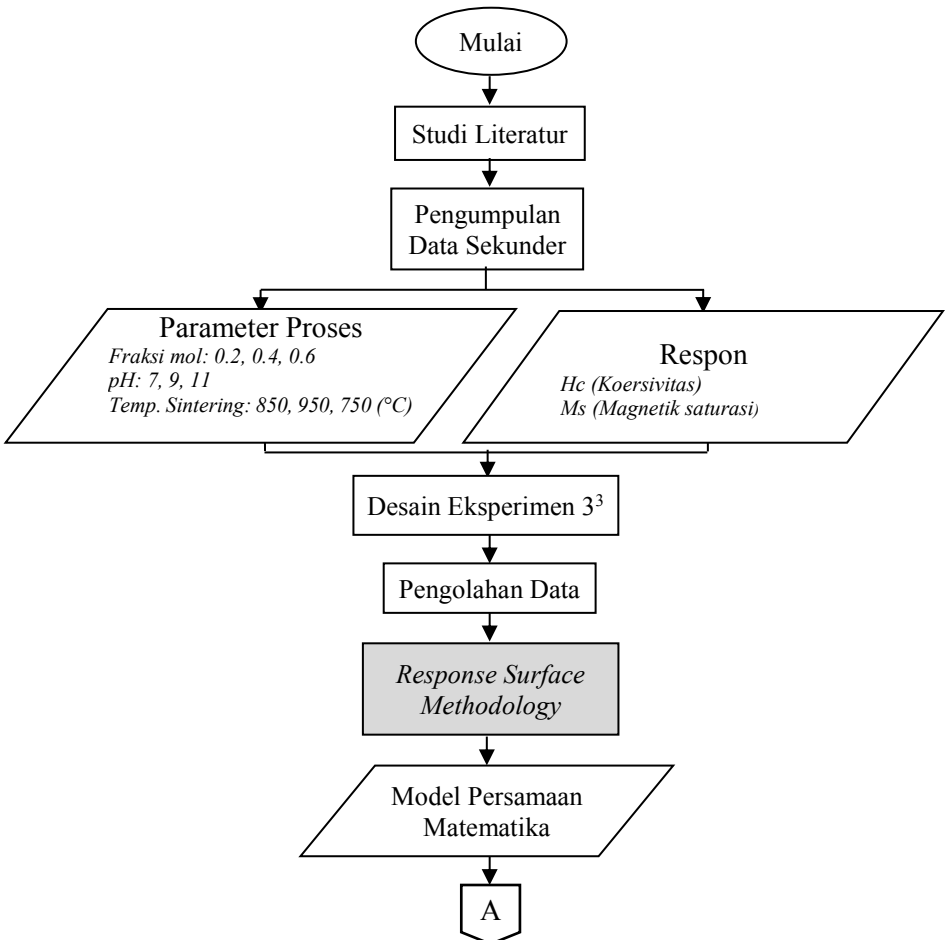 Mulai
Studi Literatur
Pengumpulan
Data Sekunder
Parameter Proses
Fraksi mol: 0.2, 0.4, 0.6
pH: 7, 9, 11
Temp. Sintering: 850, 950, 750 (°C)
Respon
Hc (Koersivitas)
Ms (Magnetik saturasi)
Desain Eksperimen 3³
Pengolahan Data
Response Surface
Methodology
Model Persamaan
Matematika
A